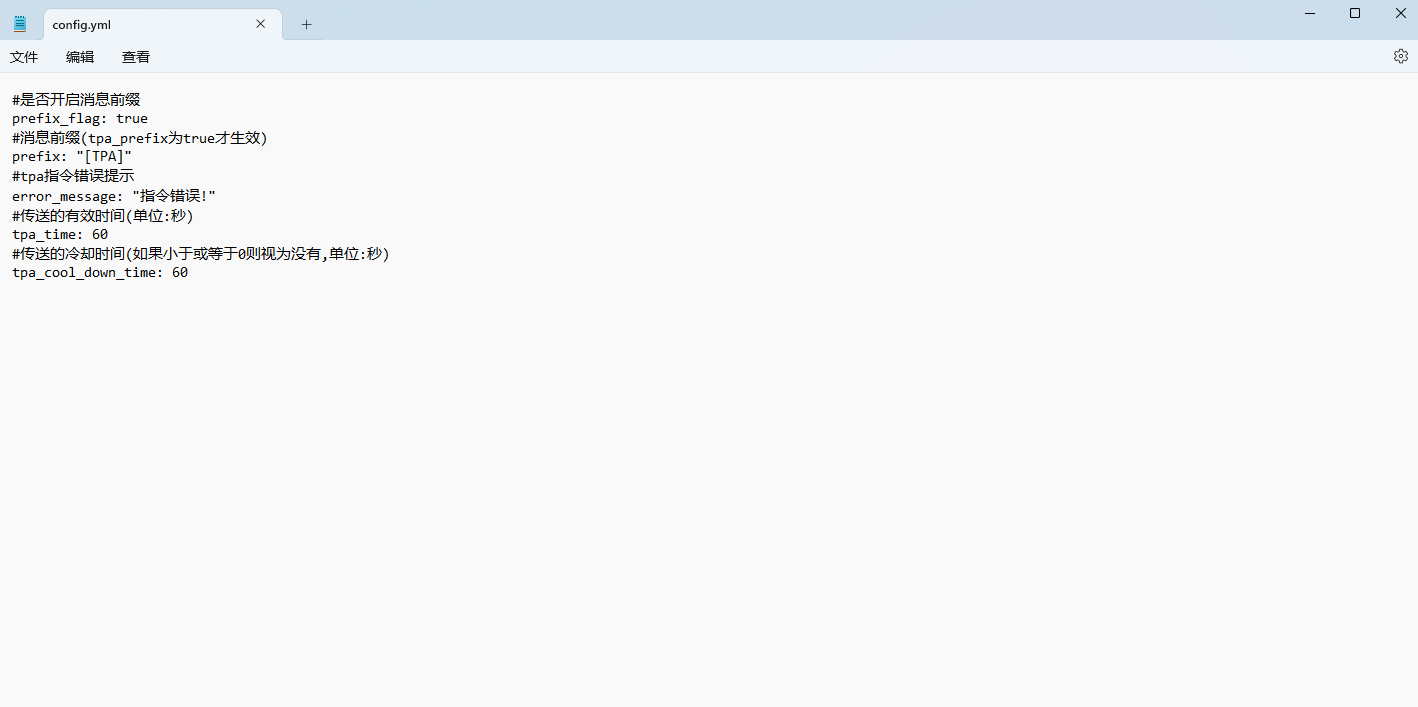 config.yml
文件 编辑 查看
#是否开启消息前缀
prefix_flag: true
#消息前缀(tpa_prefix为true才生效)
prefix: "[TPA]"
#tpa指令错误提示
error_message: "指令错误!"
#传送的有效时间(单位:秒)
tpa_time: 60
#传送的冷却时间(如果小于或等于0则视为没有,单位:秒)
tpa_cool_down_time: 60